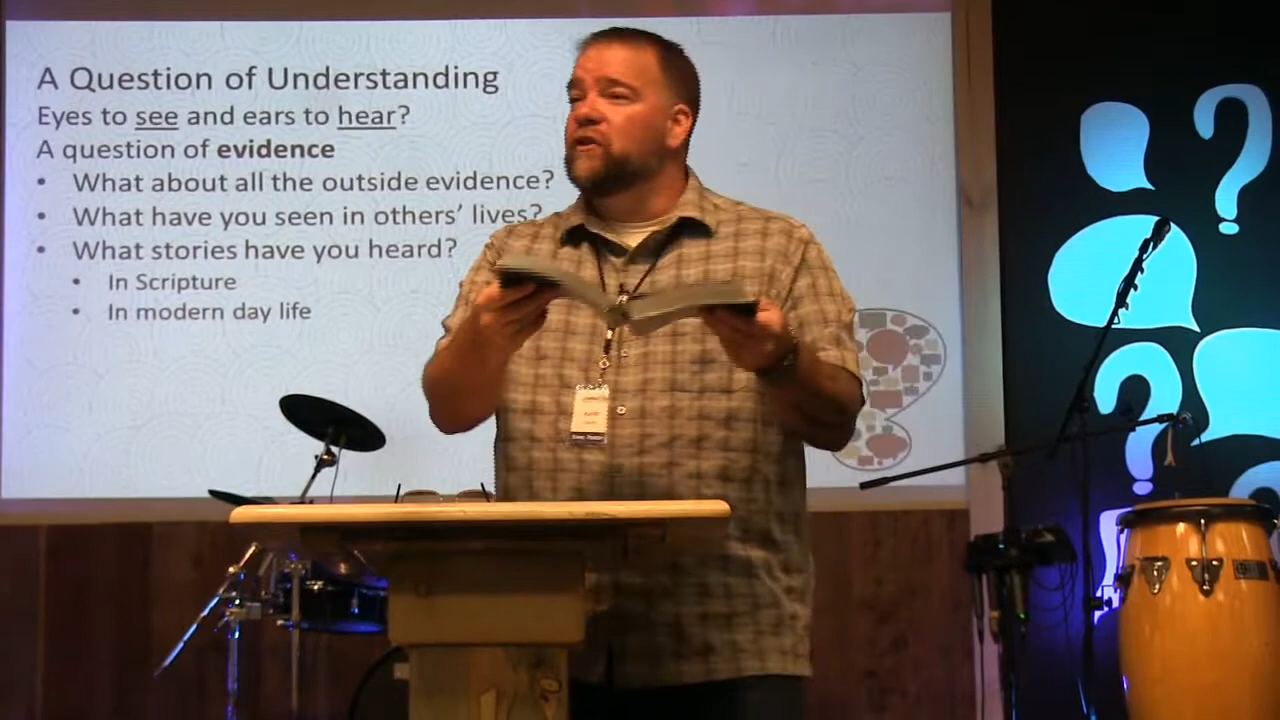 A Question of Understanding
Eyes to see and ears to hear?
A question of evidence
• What about all the outside evidence?
• What have you seen in others' lives?
• What stories have you heard?
• In Scripture
• In modern day life
? 
?